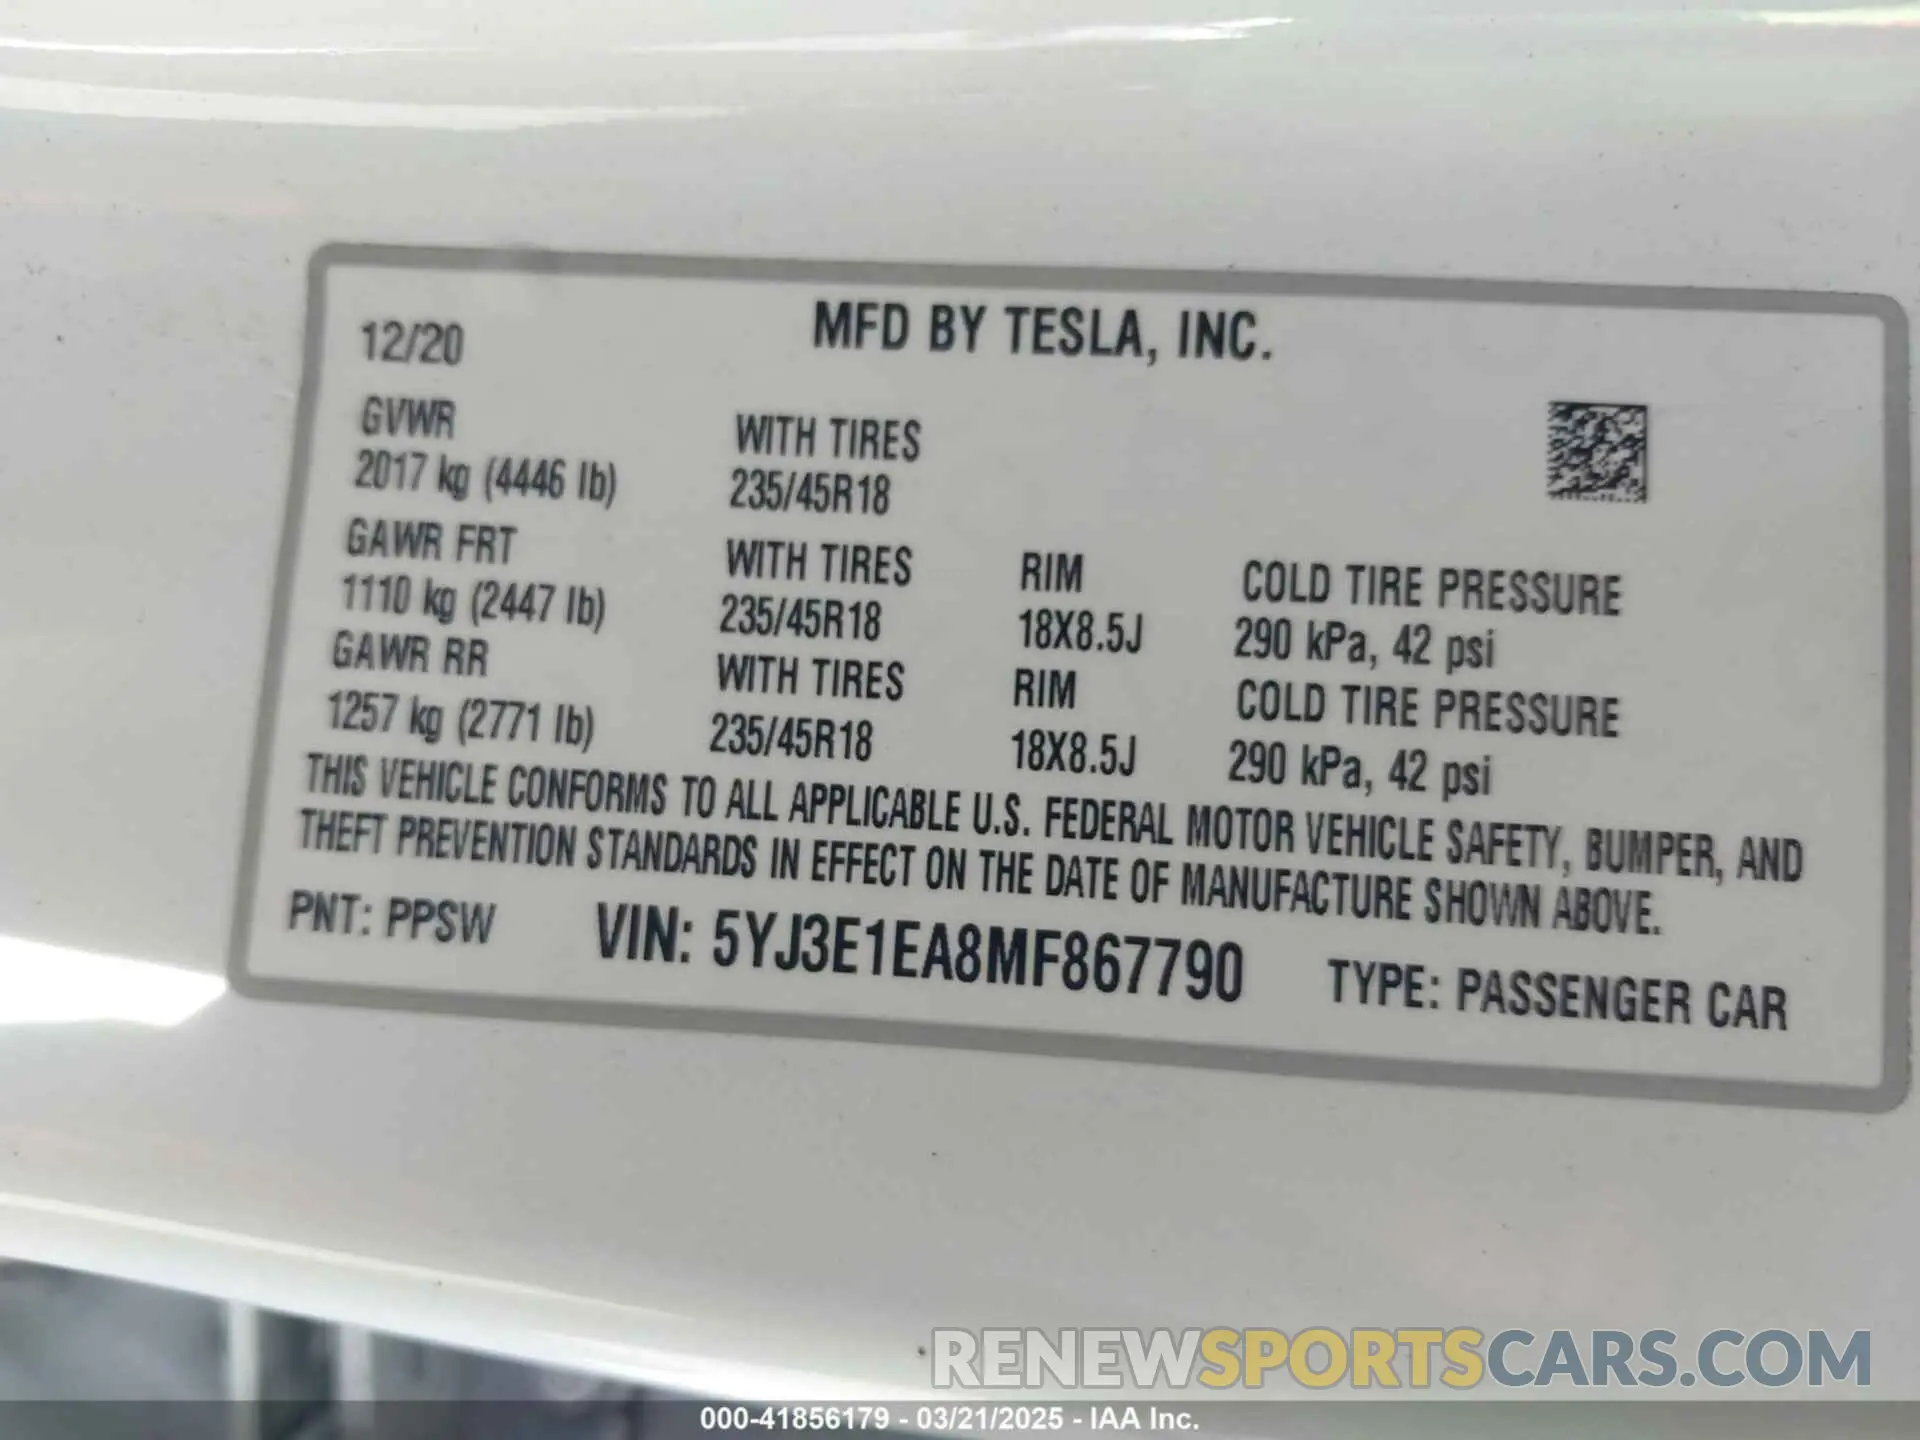 12/20 MFD BY TESLA, INC.
GVWR WITH TIRES
2017 kg (4446 lb) 235/45R18
GAWR FRT WITH TIRES RIM COLD TIRE PRESSURE
1110 kg (2447 lb) 235/45R18 18X8.5J 290 kPa, 42 psi
GAWR RR WITH TIRES RIM COLD TIRE PRESSURE
1257 kg (2771 lb) 235/45R18 18X8.5J 290 kPa, 42 psi
THIS VEHICLE CONFORMS TO ALL APPLICABLE U.S. FEDERAL MOTOR VEHICLE SAFETY, BUMPER, AND
THEFT PREVENTION STANDARDS IN EFFECT ON THE DATE OF MANUFACTURE SHOWN ABOVE.
PNT: PPSW VIN: 5YJ3E1EA8MF867790 TYPE: PASSENGER CAR
RENEWSPORTSCARS.COM
000-41856179 - 03/21/2025 - IAA Inc.